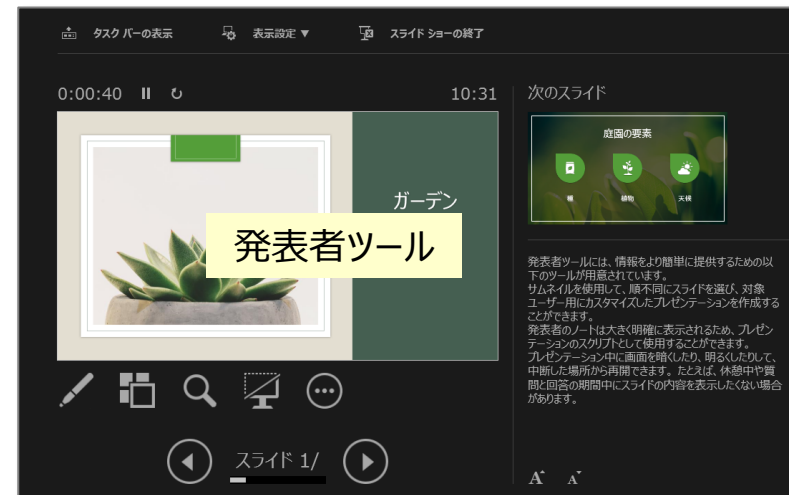 タスク バーの表示
表示設定 ▼
スライド ショーの終了
0:00:40
10:31
次のスライド
ガーデン
発表者ツール
庭園の要素
種
植物
天候
発表者ツールには、情報をより簡単に提供するための以
下のツールが用意されています。
サムネイルを使用して、順不同にスライドを選び、対象
ユーザー用にカスタマイズしたプレゼンテーションを作成する
ことができます。
発表者のノートは大きく明確に表示されるため、プレゼン
テーションのスクリプトとして使用することができます。
プレゼンテーション中に画面を暗くしたり、明るくしたりして、
中断した場所から再開できます。たとえば、休憩中や質
問と回答の期間中にスライドの内容を表示したくない場合
があります。
スライド 1/
A A